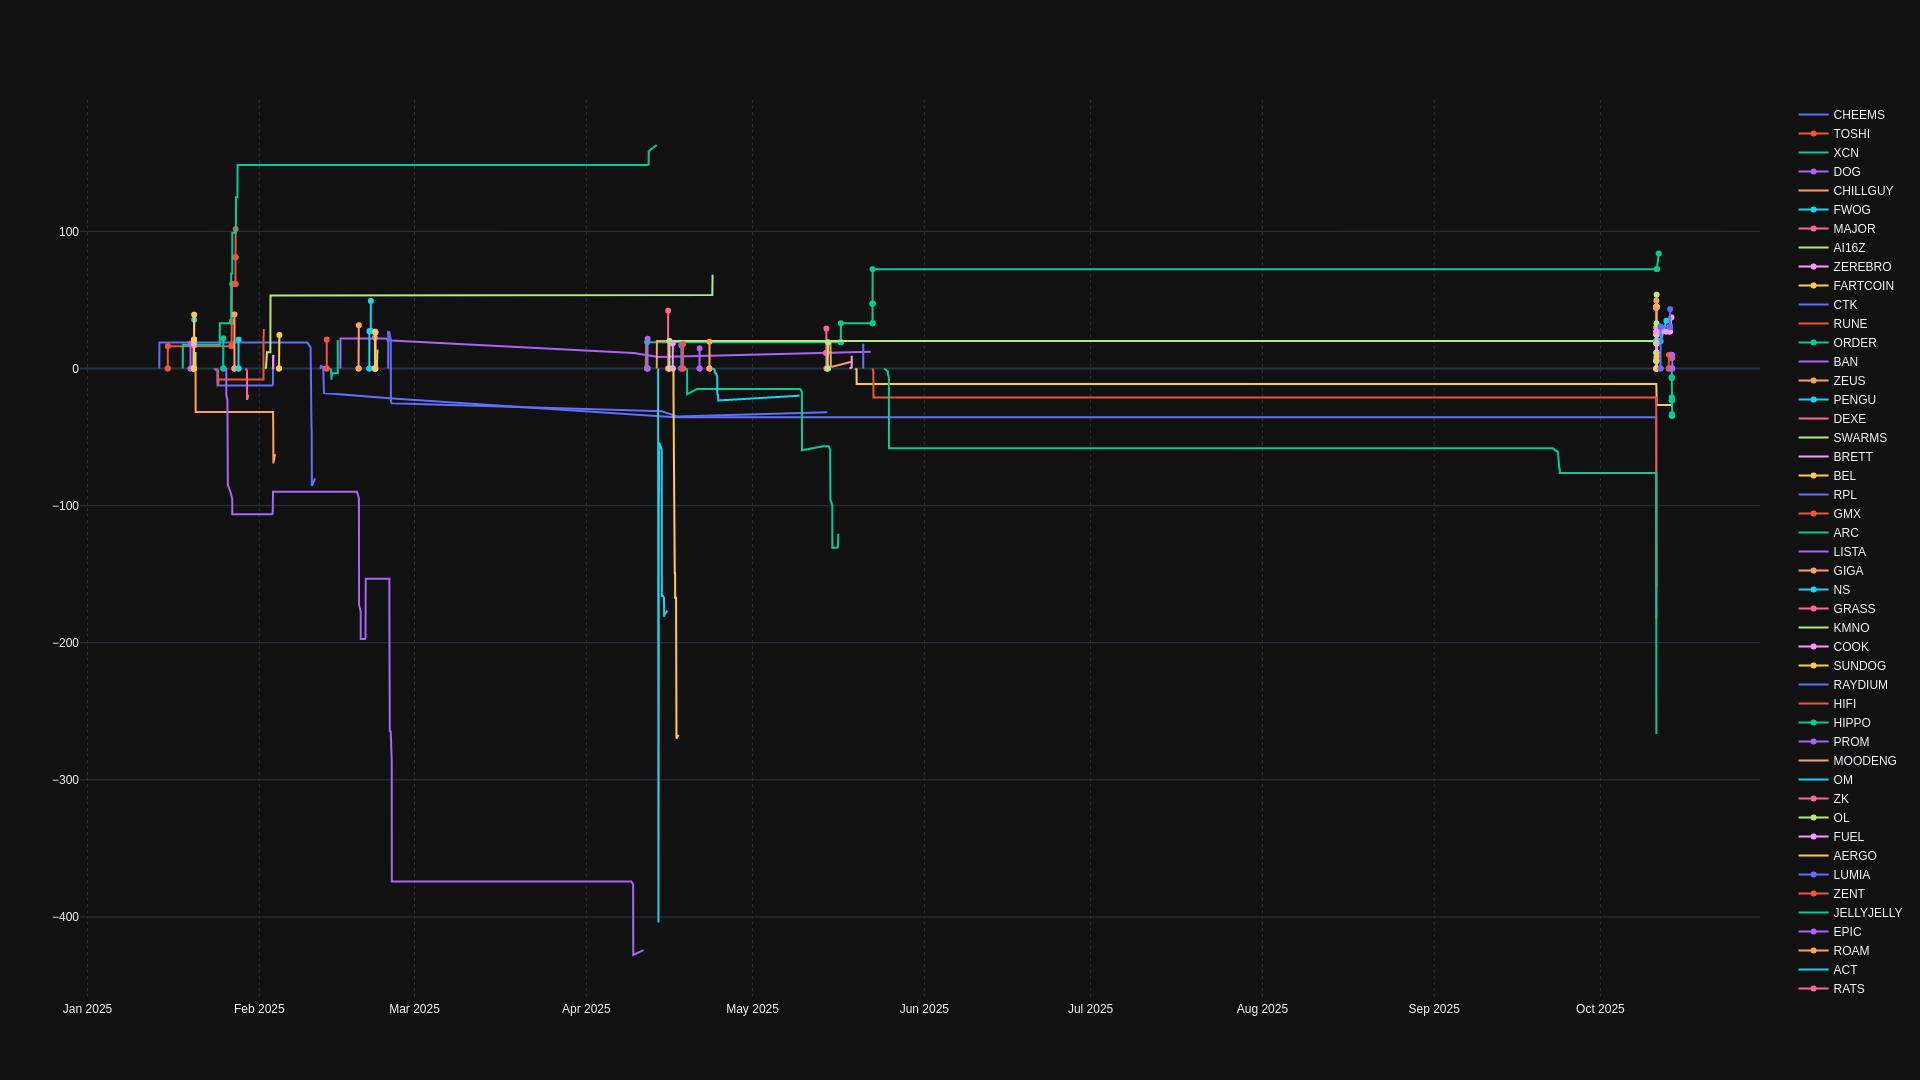 100
0
−100
−200
−300
−400
Jan 2025
Feb 2025
Mar 2025
Apr 2025
May 2025
Jun 2025
Jul 2025
Aug 2025
Sep 2025
Oct 2025
CHEEMS
TOSHI
XCN
DOG
CHILLGUY
FWOG
MAJOR
AI16Z
ZEREBRO
FARTCOIN
CTK
RUNE
ORDER
BAN
ZEUS
PENGU
DEXE
SWARMS
BRETT
BEL
RPL
GMX
ARC
LISTA
GIGA
NS
GRASS
KMNO
COOK
SUNDOG
RAYDIUM
HIFI
HIPPO
PROM
MOODENG
OM
ZK
OL
FUEL
AERGO
LUMIA
ZENT
JELLYJELLY
EPIC
ROAM
ACT
RATS